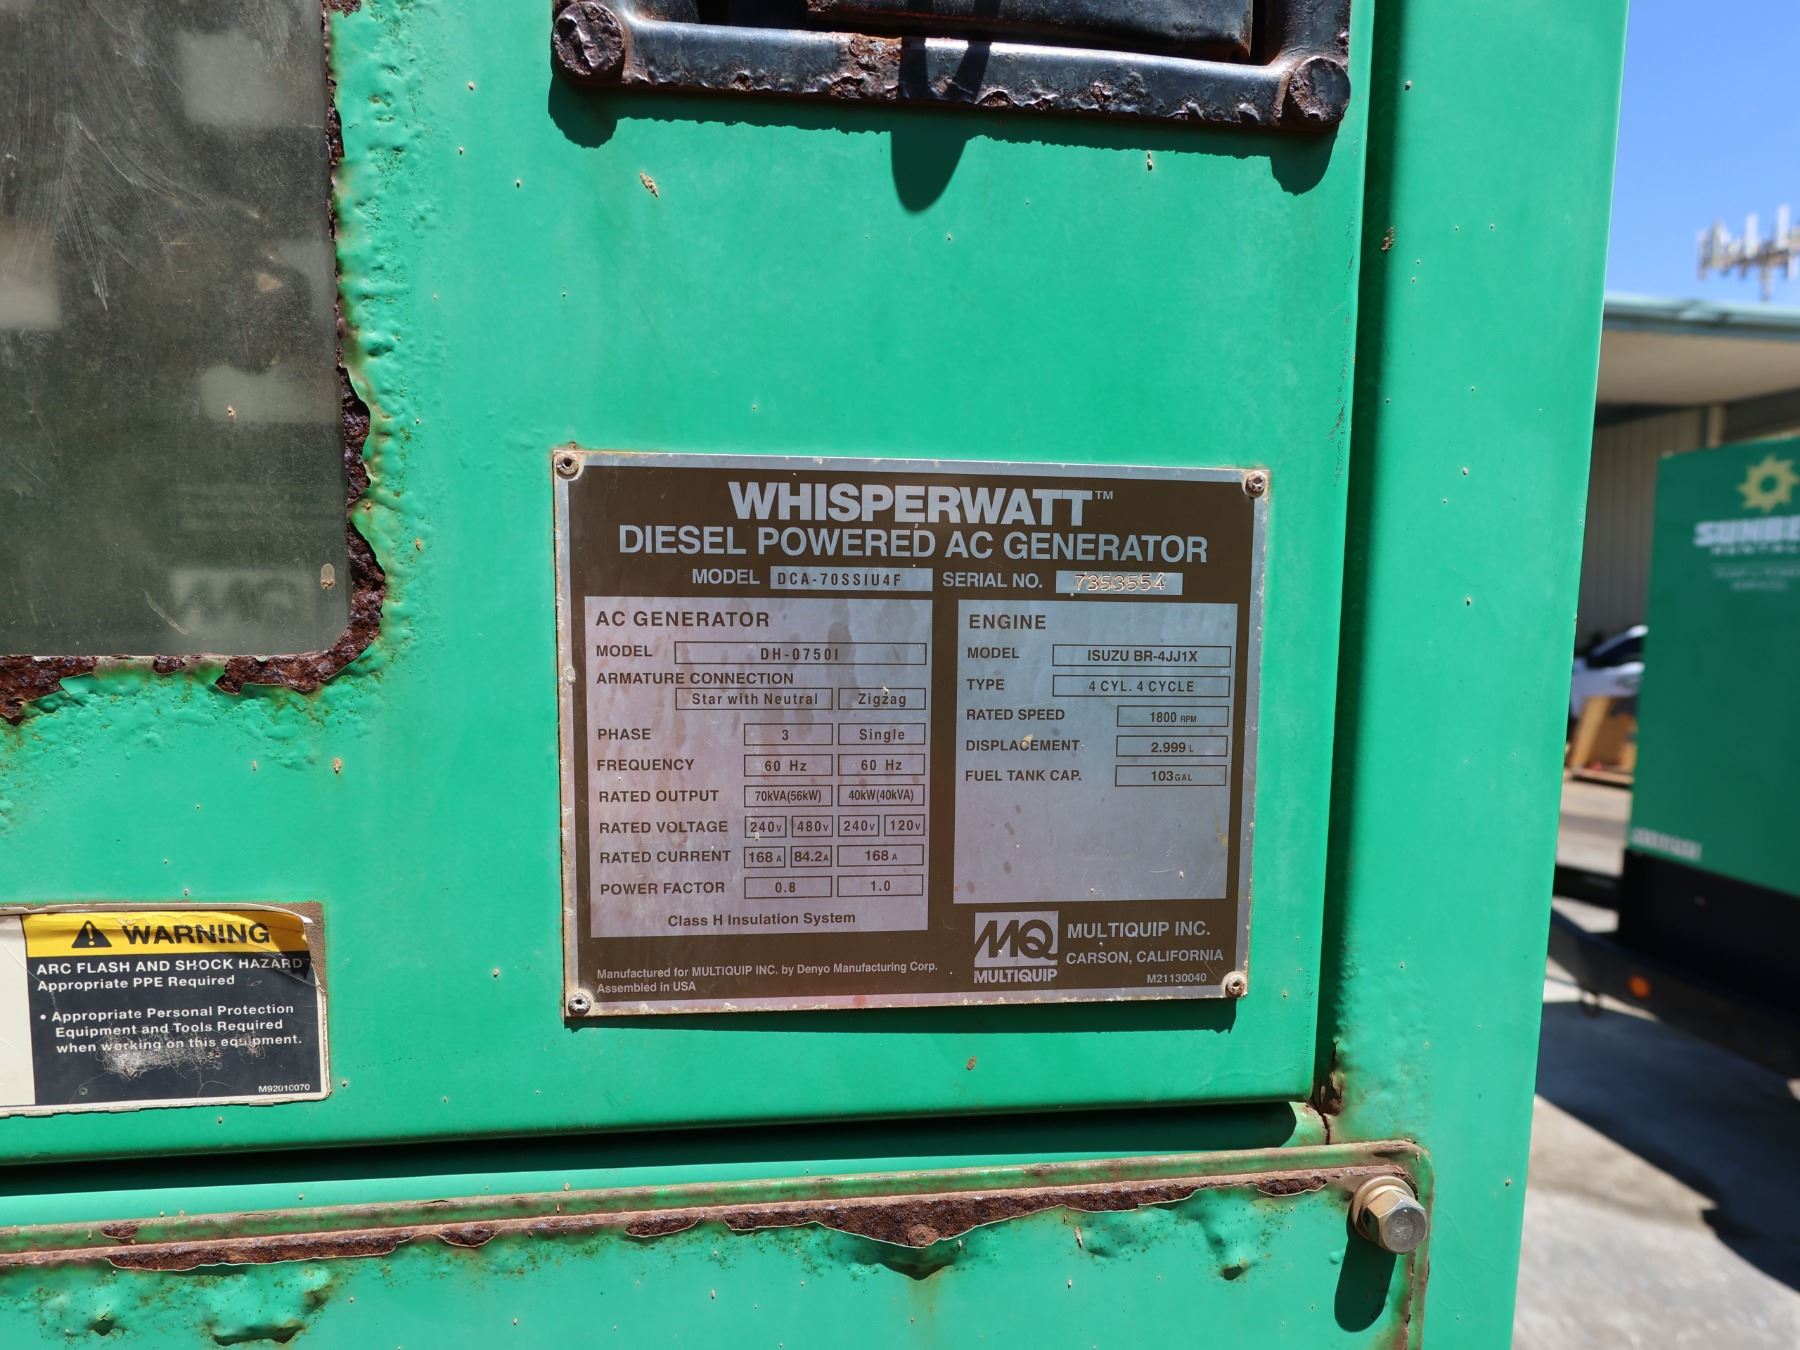 WHISPERWATT™
DIESEL POWERED AC GENERATOR
MODEL DCA-70SSIU4F SERIAL NO. 7353554
AC GENERATOR
MODEL DH-0750I
ARMATURE CONNECTION
Star with Neutral Zigzag
PHASE 3 Single
FREQUENCY 60 Hz 60 Hz
RATED OUTPUT 70kVA(56kW) 40kW(40kVA)
RATED VOLTAGE 240V 480V 240V 120V
RATED CURRENT 168 A 84.2A 168 A
POWER FACTOR 0.8 1.0
Class H Insulation System
ENGINE
MODEL ISUZU BR-4JJ1X
TYPE 4 CYL. 4 CYCLE
RATED SPEED 1800 RPM
DISPLACEMENT 2.999 L
FUEL TANK CAP. 103 GAL
Manufactured for MULTIQUIP INC. by Denyo Manufacturing Corp.
Assembled in USA
MQ
MULTIQUIP
MULTIQUIP INC.
CARSON, CALIFORNIA
M21130040
WARNING
ARC FLASH AND SHOCK HAZARD
Appropriate PPE Required
• Appropriate Personal Protection
Equipment and Tools Required
when working on this equipment.
M92010070
SUNBE